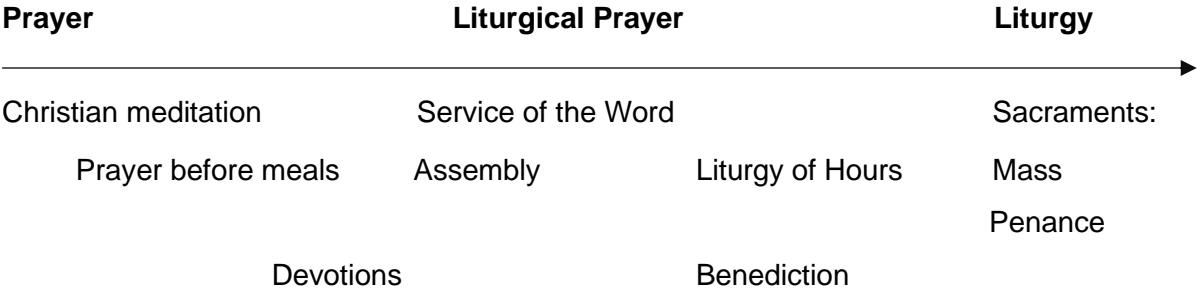 Prayer Liturgical Prayer Liturgy
Christian meditation Service of the Word Sacraments:
Prayer before meals Assembly Liturgy of Hours Mass
Penance
Devotions Benediction